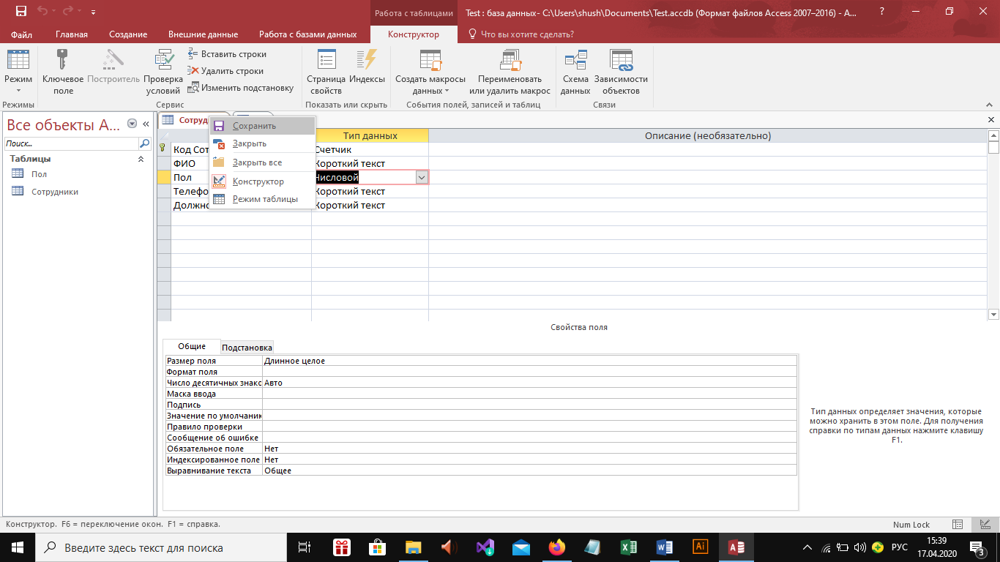 Работа с таблицами
Test : база данных- C:\Users\shush\Documents\Test.accdb (Формат файлов Access 2007–2016) - A...
?
Файл Главная Создание Внешние данные Работа с базами данных Конструктор Что вы хотите сделать?
Режим
Ключевое поле
Построитель
Проверка условий
Вставить строки
Удалить строки
Изменить подстановку
Страница свойств
Индексы
Создать макросы данных
Переименовать или удалить макрос
Схема данных
Зависимости объектов
Режимы
Сервис
Показать или скрыть
События полей, записей и таблиц
Связи
Все объекты A...
Поиск...
Таблицы
Пол
Сотрудники
Сохранить
Закрыть
Закрыть все
Конструктор
Режим таблицы
Тип данных Описание (необязательно)
Код Сот Счетчик
ФИО Короткий текст
Пол Числовой
Телефо Короткий текст
Должно Короткий текст
Свойства поля
Общие Подстановка
Размер поля Длинное целое
Формат поля
Число десятичных знако Авто
Маска ввода
Подпись
Значение по умолчани
Правило проверки
Сообщение об ошибке
Обязательное поле Нет
Индексированное поле Нет
Выравнивание текста Общее
Тип данных определяет значения, которые
можно хранить в этом поле. Для получения
справки по типам данных нажмите клавишу
F1.
Конструктор. F6 = переключение окон. F1 = справка.
Num Lock
Введите здесь текст для поиска
Ai
РУС
15:39
17.04.2020
3